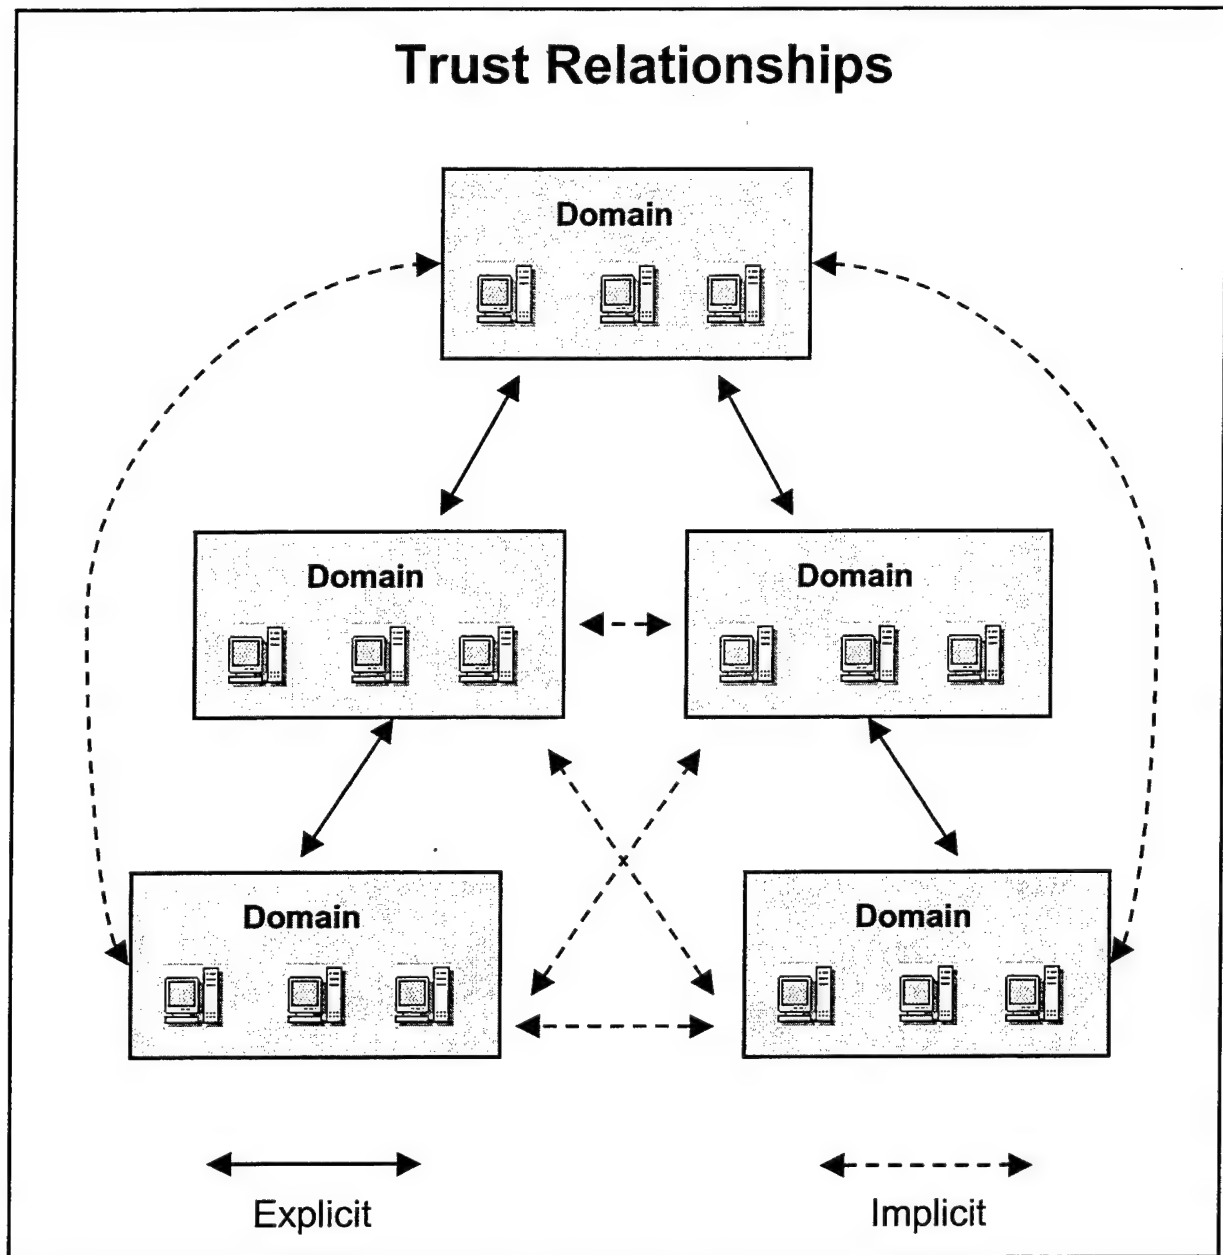 Trust Relationships
Domain
Domain
Domain
Domain
Domain
Explicit
Implicit